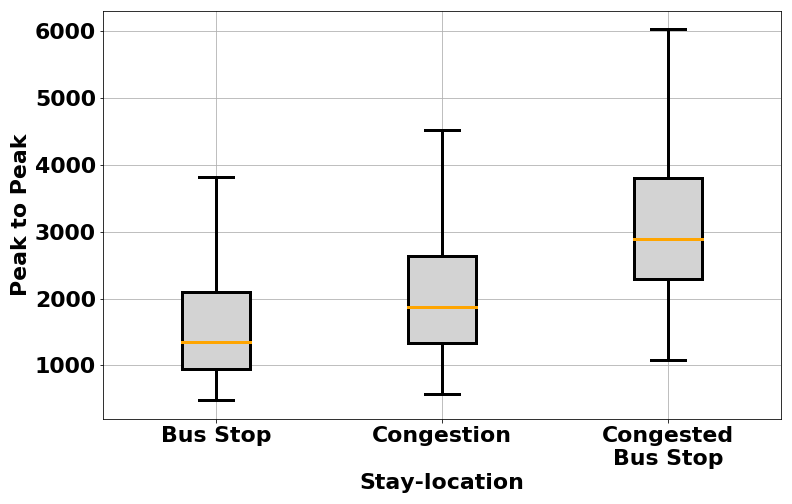 Peak to Peak
6000
5000
4000
3000
2000
1000
Bus Stop
Congestion
Congested
Bus Stop
Stay-location